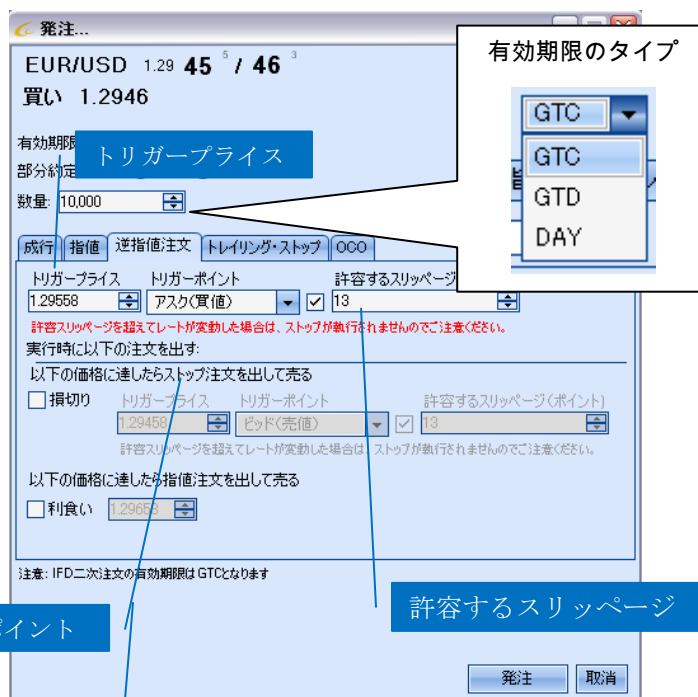 発注...
EUR/USD 1.29 45 5 / 46 3
買い 1.2946
有効期限のタイプ
GTC
GTC
GTD
DAY
有効期限
トリガープライス
部分約定
数量: 10,000
成行 指値 逆指値注文 トレイリング・ストップ OCO
トリガープライス トリガーポイント 許容するスリッページ
1.29558 アスク(買値) 13
許容スリッページを超えてレートが変動した場合は、ストップが執行されませんのでご注意ください。
実行時に以下の注文を出す:
以下の価格に達したらストップ注文を出して売る
損切り トリガープライス トリガーポイント 許容するスリッページ(ポイント)
1.29458 ビッド(売値) 13
許容スリッページを超えてレートが変動した場合は、ストップが執行されませんのでご注意ください。
以下の価格に達したら指値注文を出して売る
利食い 1.29658
注意: IFD二次注文の有効期限はGTCとなります
許容するスリッページ
ポイント
発注 取消